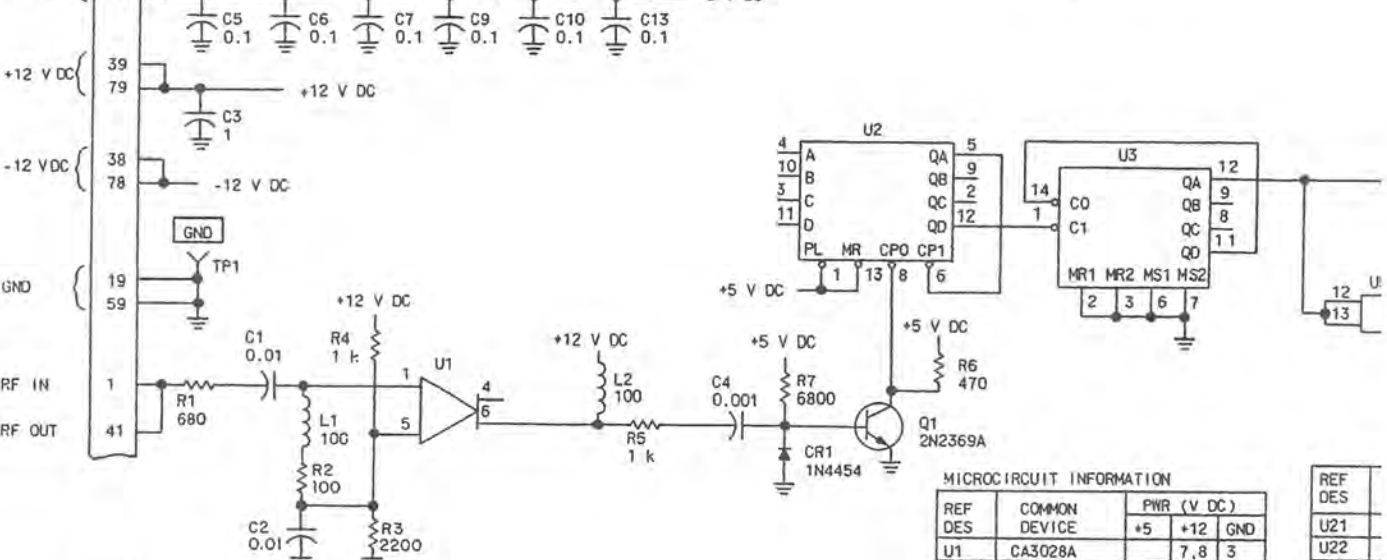 C5 C6 C7 C9 C10 C13
0.1 0.1 0.1 0.1 0.1 0.1
+12 V DC
39
79
+12 V DC
C3
1
-12 V DC
38
78
-12 V DC
GND
TP1
GND
19
59
RF IN
1
RF OUT
41
R1
680
C1
0.01
L1
100
R2
100
C2
0.01
+12 V DC
R4
1 k
R3
2200
U1
1
5
4
6
+12 V DC
L2
100
R5
1 k
C4
0.001
+5 V DC
R7
6800
CR1
1N4454
Q1
2N2369A
+5 V DC
R6
470
U2
4 A QA 5
10 B QB 9
3 C QC 2
11 D QD 12
PL MR CP0 CP1
1 13 8 6
+5 V DC
U3
14 C0 QA 12
1 C1 QB 9
QC 8
QD 11
MR1 MR2 MS1 MS2
2 3 6 7
12
13
MICROCIRCUIT INFORMATION
REF DES COMMON DEVICE PWR (V DC)
+5 +12 GND
U1 CA3028A 7,8 3
REF
DES
U21
U22